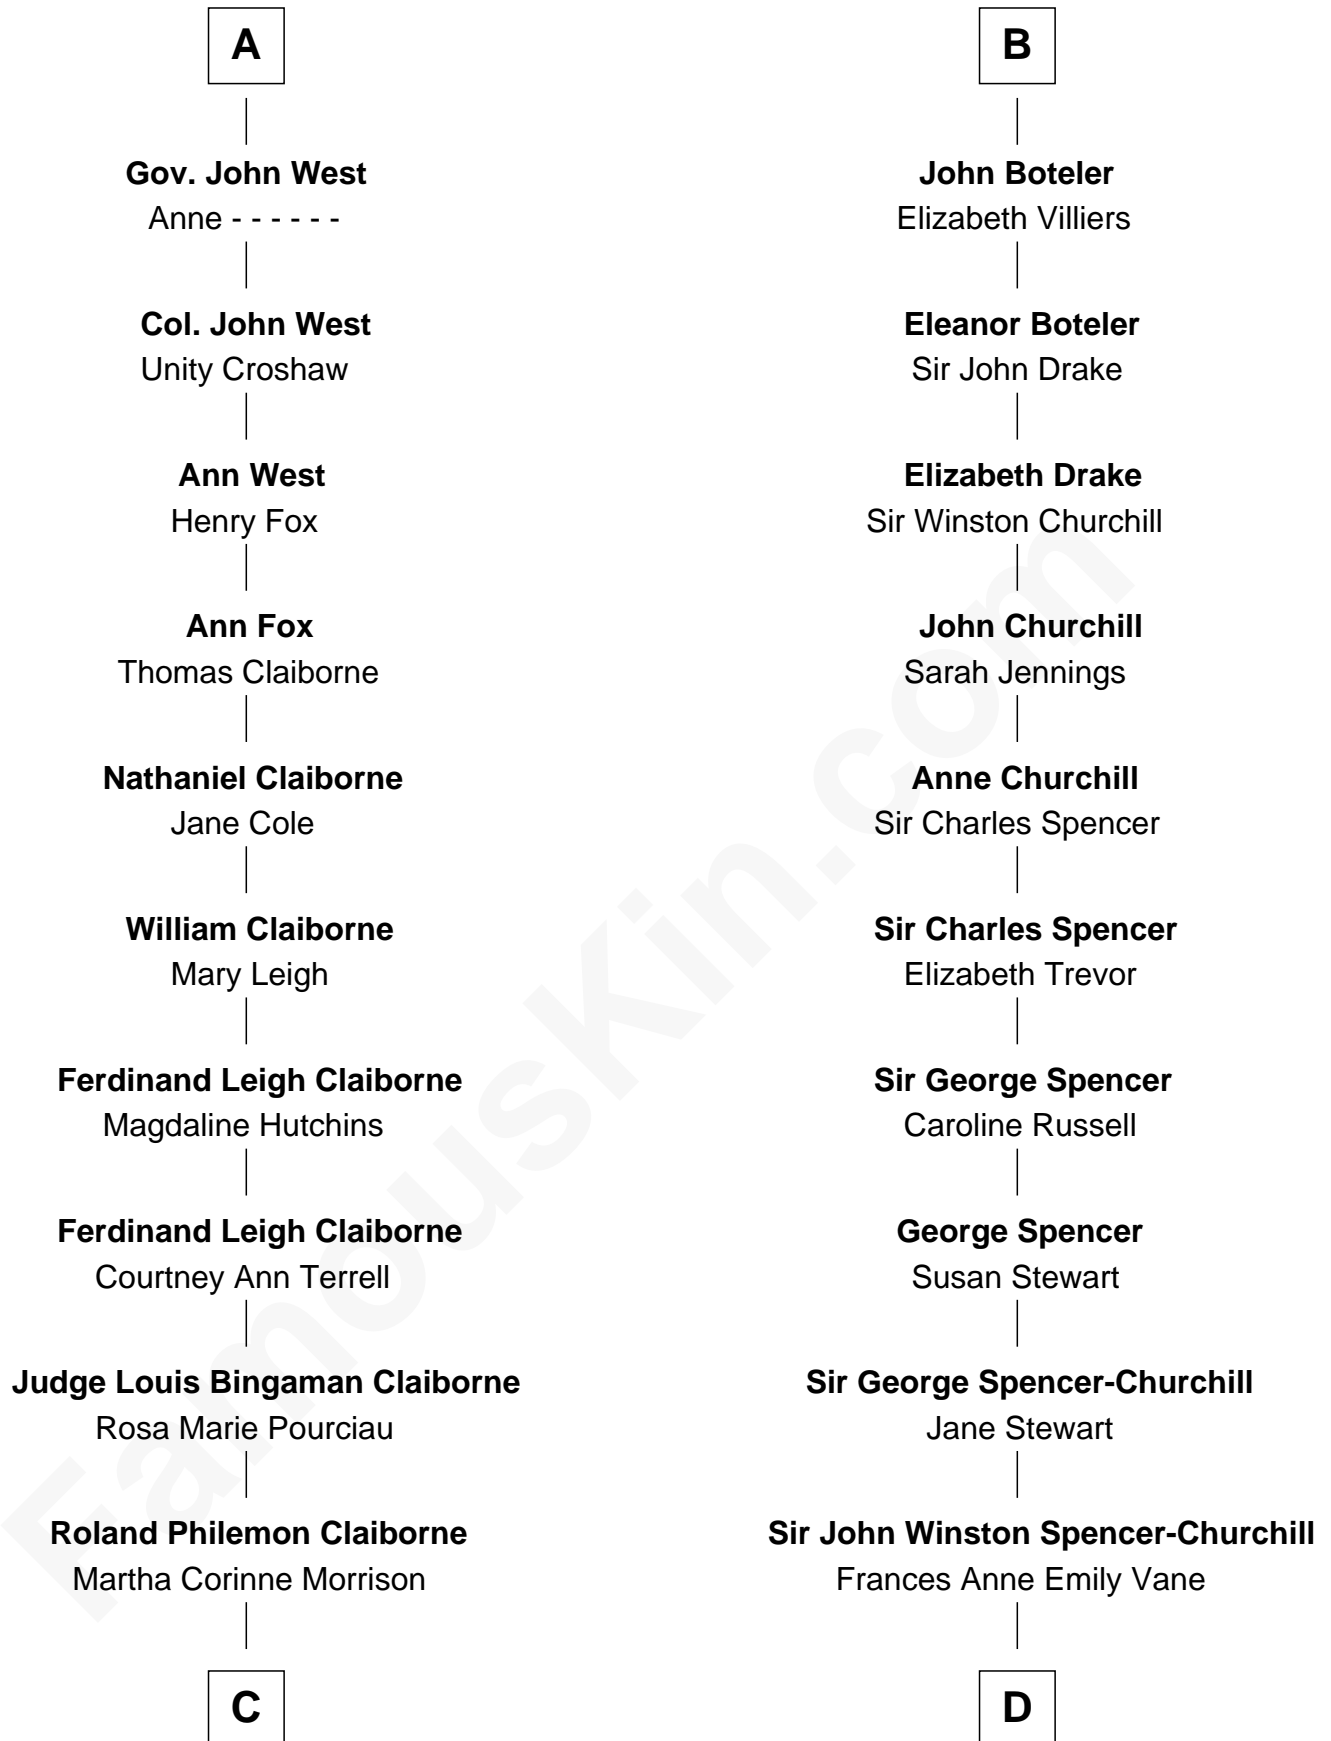 A
Gov. John West
Anne - - - - - -
Col. John West
Unity Croshaw
Ann West
Henry Fox
Ann Fox
Thomas Claiborne
Nathaniel Claiborne
Jane Cole
William Claiborne
Mary Leigh
Ferdinand Leigh Claiborne
Magdaline Hutchins
Ferdinand Leigh Claiborne
Courtney Ann Terrell
Judge Louis Bingaman Claiborne
Rosa Marie Pourciau
Roland Philemon Claiborne
Martha Corinne Morrison
C
B
John Boteler
Elizabeth Villiers
Eleanor Boteler
Sir John Drake
Elizabeth Drake
Sir Winston Churchill
John Churchill
Sarah Jennings
Anne Churchill
Sir Charles Spencer
Sir Charles Spencer
Elizabeth Trevor
Sir George Spencer
Caroline Russell
George Spencer
Susan Stewart
Sir George Spencer-Churchill
Jane Stewart
Sir John Winston Spencer-Churchill
Frances Anne Emily Vane
D
FamousKin.com